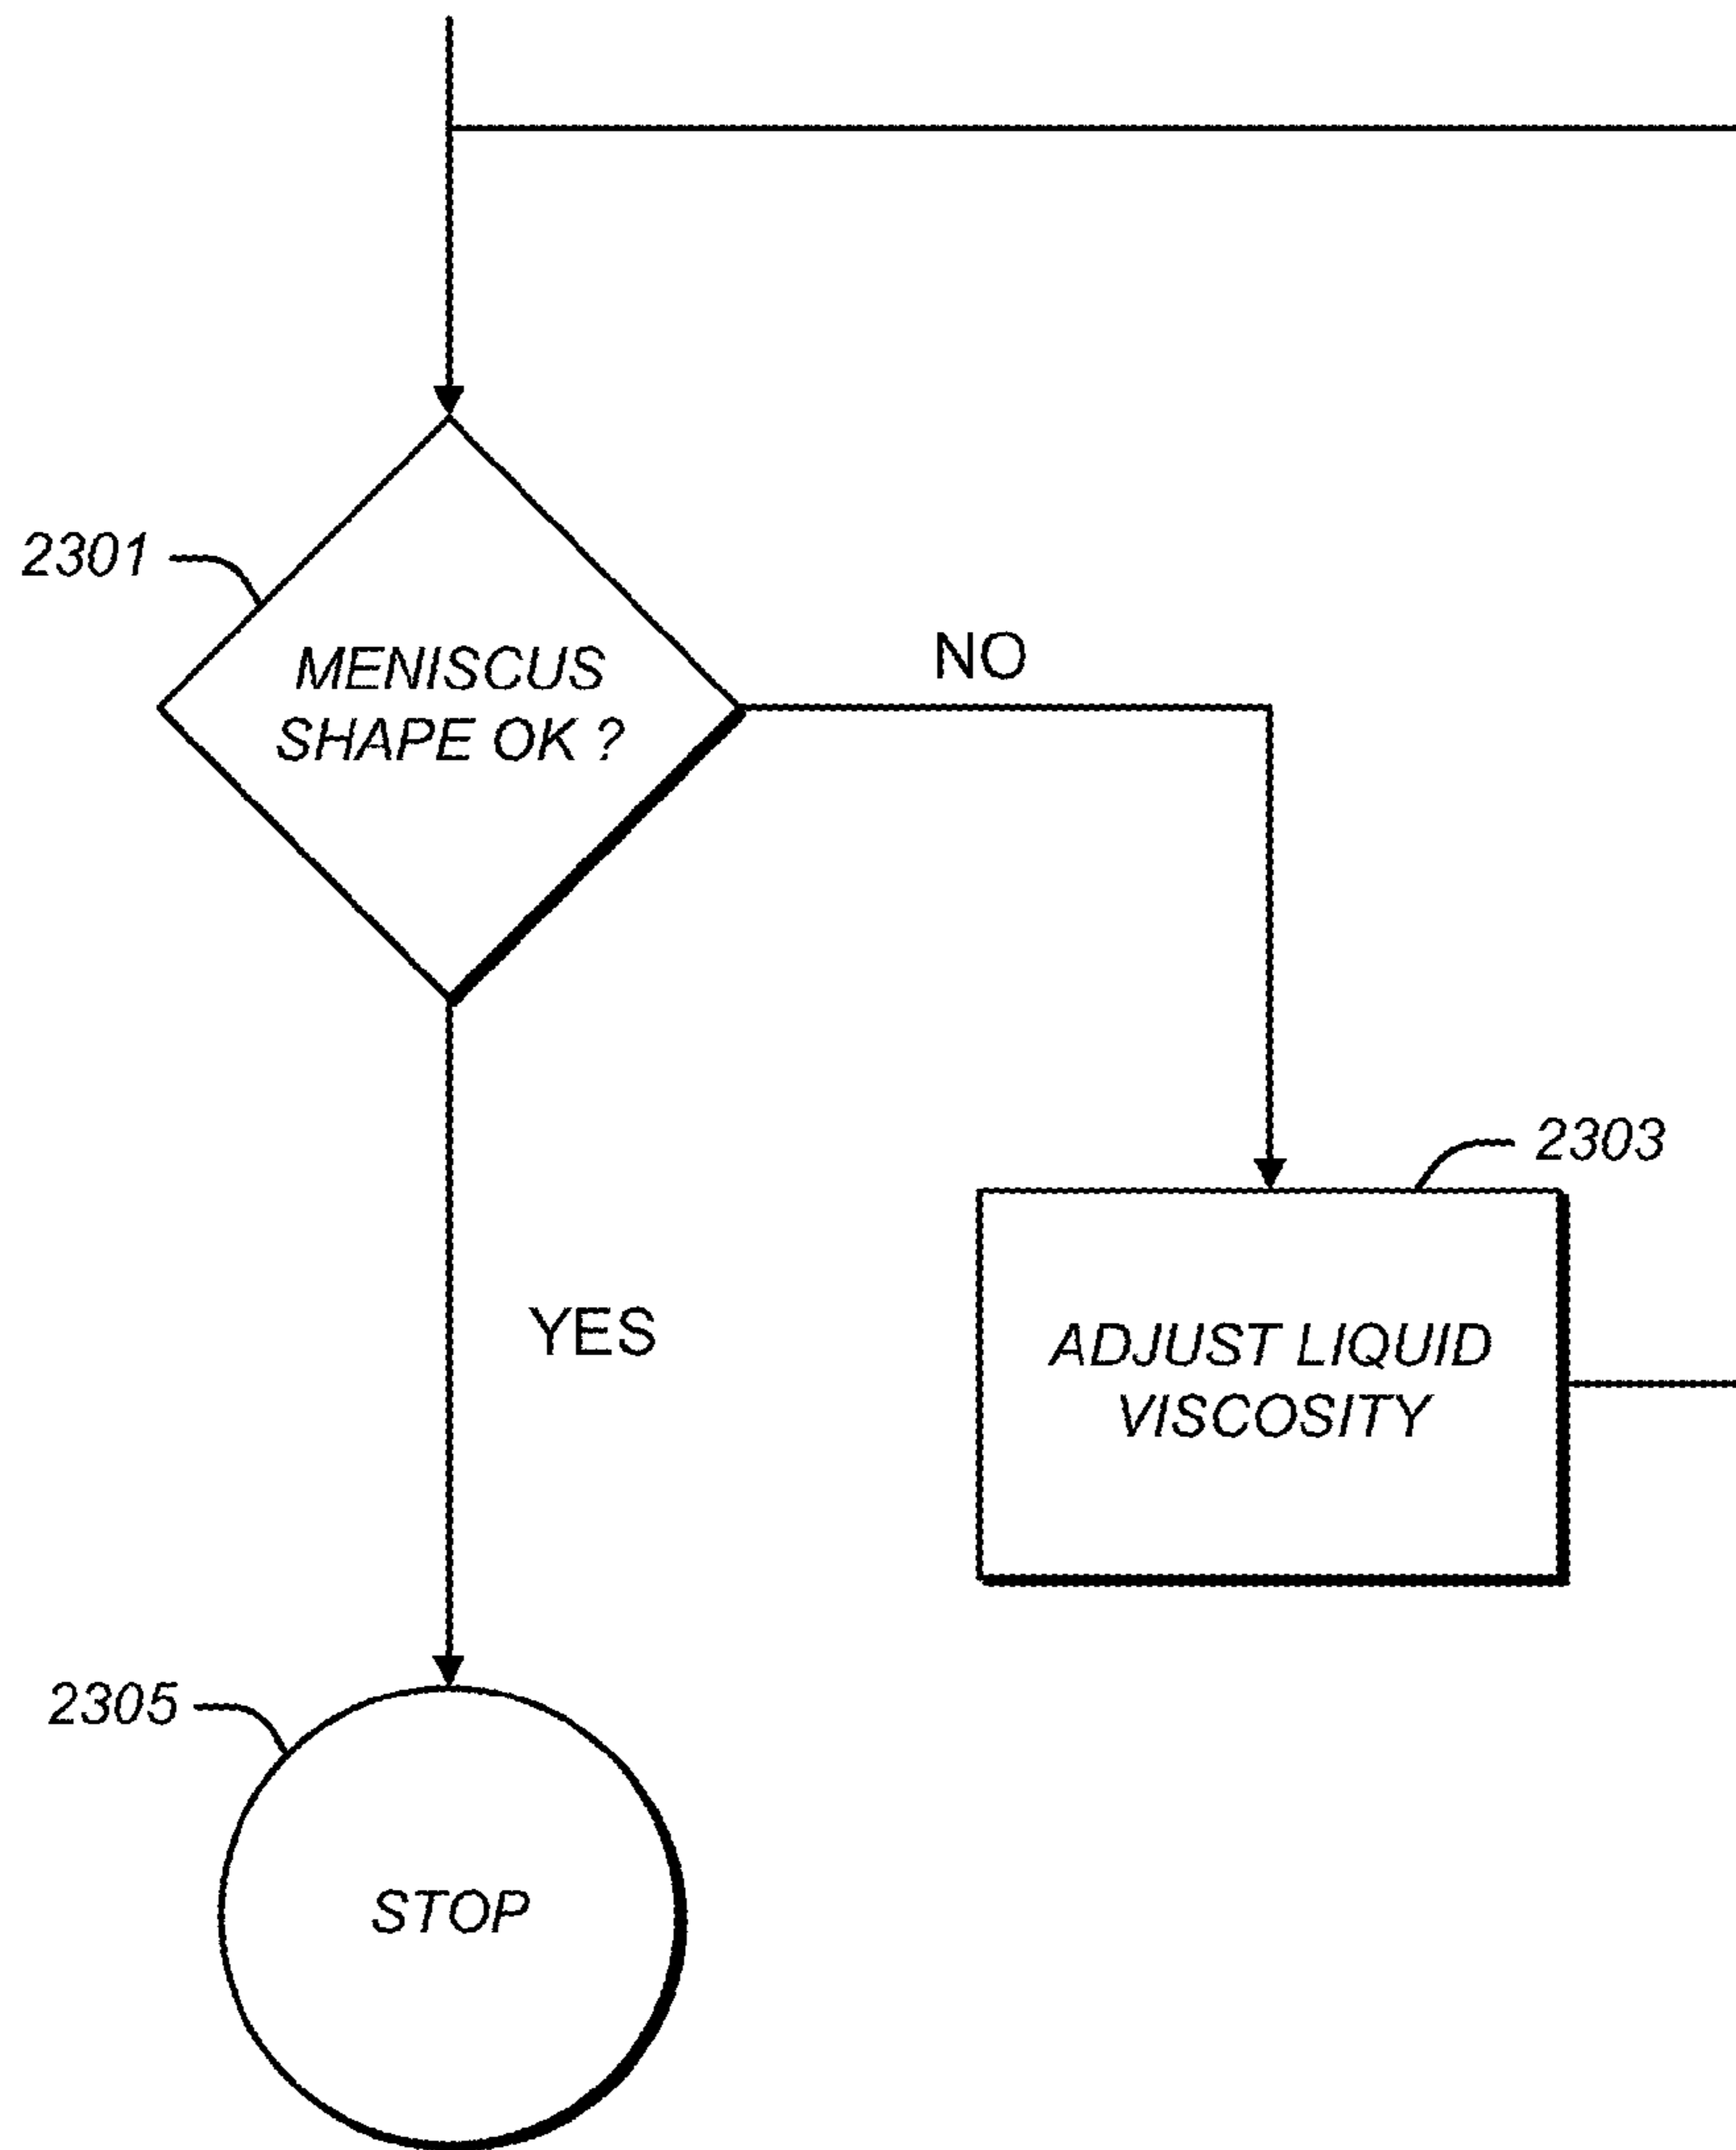 2301
MENISCUS
SHAPE OK ?
NO
2303
ADJUST LIQUID
VISCOSITY
YES
2305
STOP